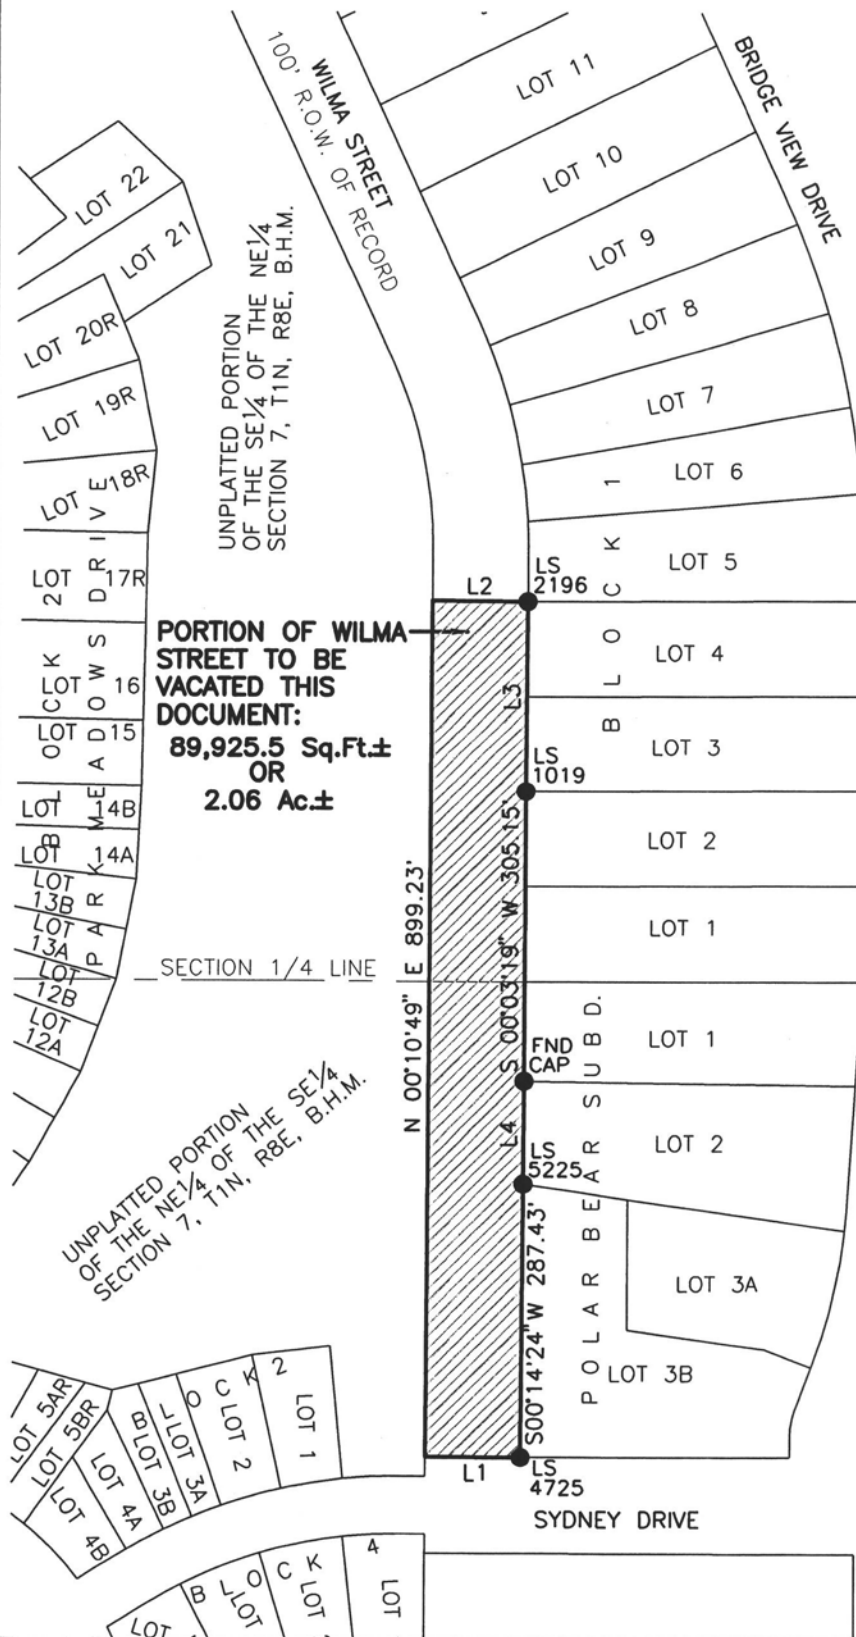 WILMA STREET
100' R.O.W. OF RECORD
BRIDGE VIEW DRIVE
LOT 11
LOT 10
LOT 9
LOT 8
LOT 7
LOT 6
LOT 5
LOT 4
LOT 3
LOT 2
LOT 1
BLOCK 1
LOT 22
LOT 21
LOT 20R
LOT 19R
LOT 18R
LOT 17R
LOT 16
LOT 15
LOT 14B
LOT 14A
LOT
13B
LOT
13A
LOT
12B
LOT
12A
BLOCK 2
PARK MEADOWS DRIVE
UNPLATTED PORTION
OF THE SE1/4 OF THE NE1/4
SECTION 7, T1N, R8E, B.H.M.
L2
LS
2196
PORTION OF WILMA
STREET TO BE
VACATED THIS
DOCUMENT:
89,925.5 Sq.Ft.±
OR
2.06 Ac.±
L3
LS
1019
N 00°10'49" E 899.23'
S 00°03'19" W 305.15'
SECTION 1/4 LINE
FND
CAP
L4
LS
5225
S00°14'24"W 287.43'
LOT 1
LOT 2
LOT 3A
LOT 3B
POLAR BEAR SUBD.
UNPLATTED PORTION
OF THE NE1/4 OF THE SE1/4
SECTION 7, T1N, R8E, B.H.M.
L1
LS
4725
SYDNEY DRIVE
BLOCK 2
LOT 1
LOT 2
LOT 3A
LOT 3B
LOT 4A
LOT 4B
LOT 5BR
LOT 5AR
BLOCK 4
LOT
LOT
LOT
LOT